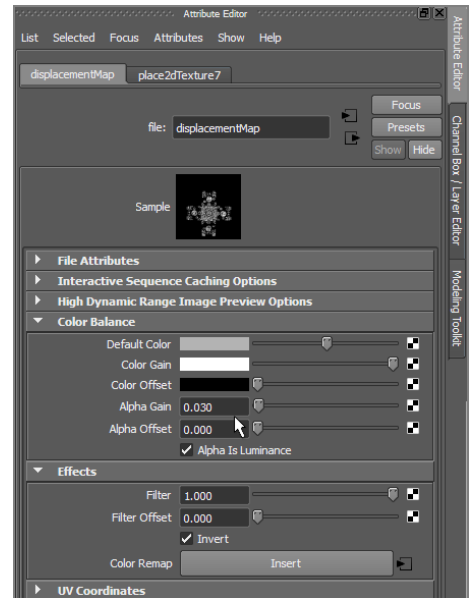 Attribute Editor
List Selected Focus Attributes Show Help
displacementMap place2dTexture7
Focus
file: displacementMap
Presets
Show Hide
Sample
File Attributes
Interactive Sequence Caching Options
High Dynamic Range Image Preview Options
Color Balance
Default Color
Color Gain
Color Offset
Alpha Gain 0.030
Alpha Offset 0.000
Alpha Is Luminance
Effects
Filter 1.000
Filter Offset 0.000
Invert
Color Remap Insert
UV Coordinates
Attribute Editor
Channel Box / Layer Editor
Modeling Toolkit